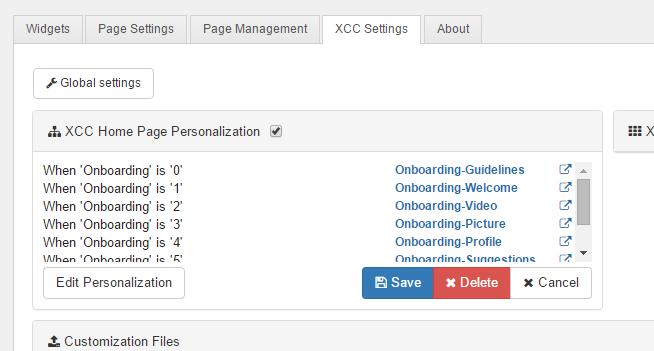 Widgets Page Settings Page Management XCC Settings About
Global settings
XCC Home Page Personalization X
When 'Onboarding' is '0' Onboarding-Guidelines
When 'Onboarding' is '1' Onboarding-Welcome
When 'Onboarding' is '2' Onboarding-Video
When 'Onboarding' is '3' Onboarding-Picture
When 'Onboarding' is '4' Onboarding-Profile
When 'Onboarding' is '5' Onboarding-Suggestions
Edit Personalization Save Delete Cancel
Customization Files